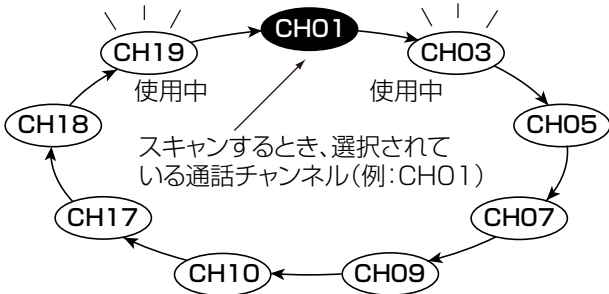 CH01
CH19
CH03
使用中
使用中
CH18
CH05
スキャンするとき、選択されて
いる通話チャンネル(例:CH01)
CH17
CH07
CH10
CH09